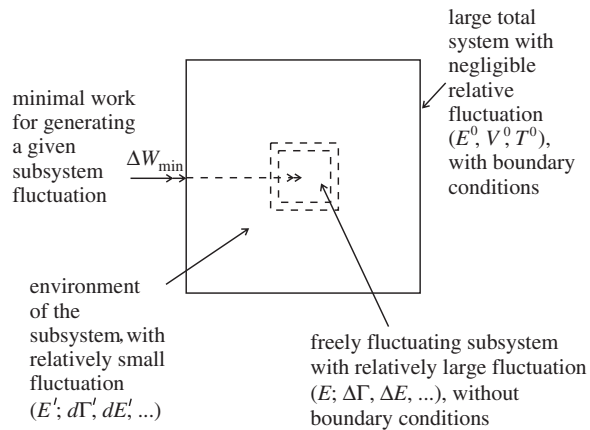 large total
system with
negligible
relative
fluctuation
(E⁰, V⁰, T⁰),
with boundary
conditions
minimal work
for generating
a given
subsystem
fluctuation
ΔW_min
environment
of the
subsystem, with
relatively small
fluctuation
(E′; dΓ′, dE′, ...)
freely fluctuating subsystem
with relatively large fluctuation
(E; ΔΓ, ΔE, ...), without
boundary conditions